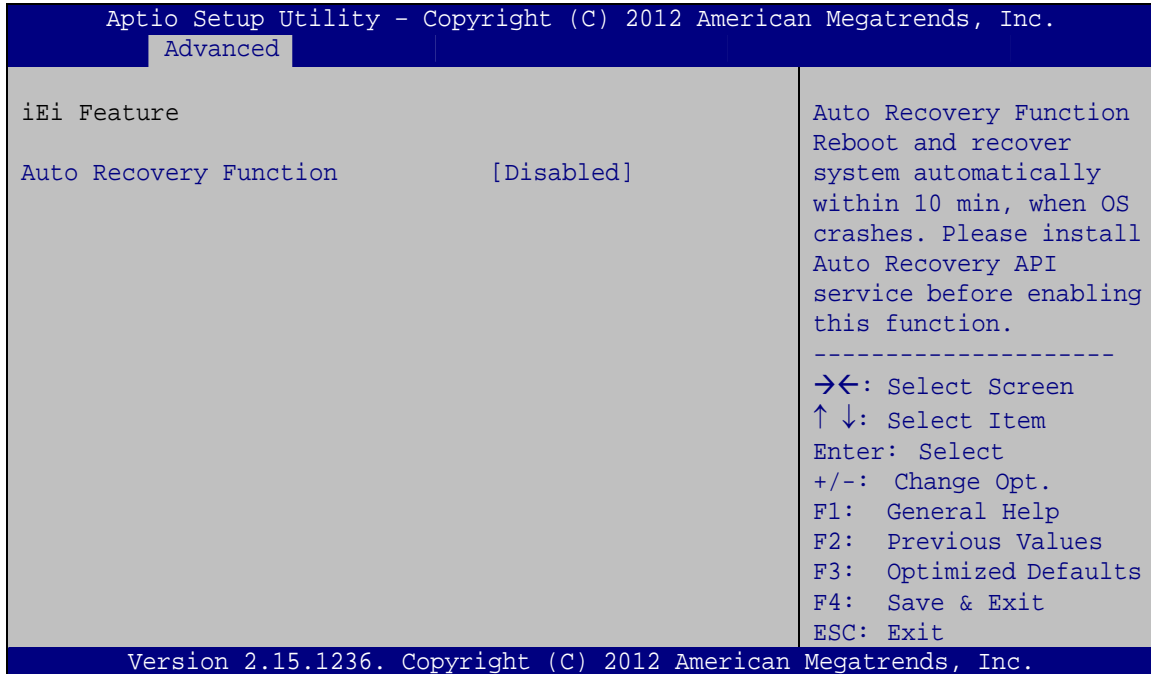 Aptio Setup Utility – Copyright (C) 2012 American Megatrends, Inc.
Advanced
iEi Feature
Auto Recovery Function [Disabled]
Auto Recovery Function
Reboot and recover
system automatically
within 10 min, when OS
crashes. Please install
Auto Recovery API
service before enabling
this function.
---------------------
→←: Select Screen
↑ ↓: Select Item
Enter: Select
+/-: Change Opt.
F1: General Help
F2: Previous Values
F3: Optimized Defaults
F4: Save & Exit
ESC: Exit
Version 2.15.1236. Copyright (C) 2012 American Megatrends, Inc.